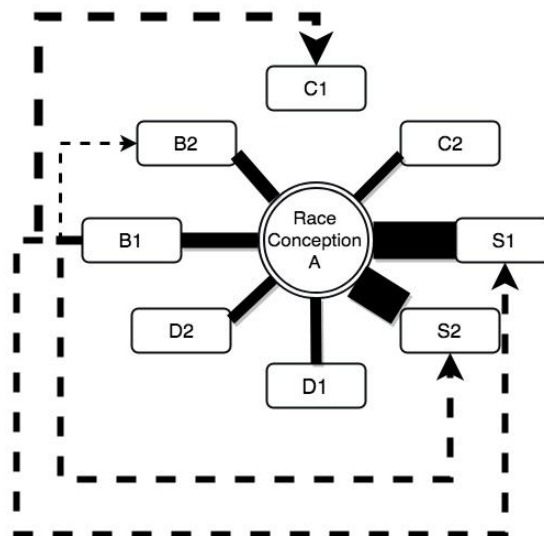 C1
B2
C2
Race
Conception
A
B1
S1
D2
S2
D1